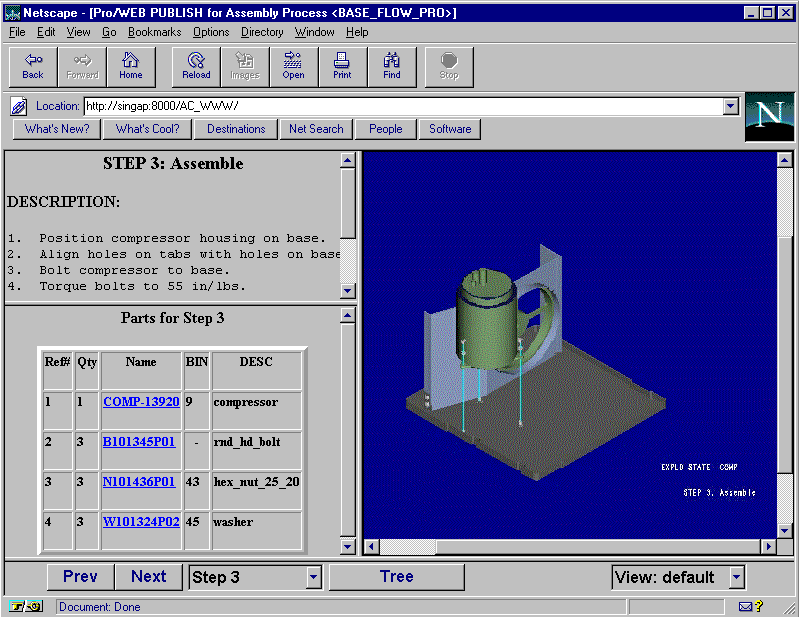 Netscape - [Pro/WEB PUBLISH for Assembly Process <BASE_FLOW_PRO>]
File Edit View Go Bookmarks Options Directory Window Help
Back Forward Home Reload Images Open Print Find Stop
Location: http://singap:8000/AC_WWW/
N
What's New? What's Cool? Destinations Net Search People Software
STEP 3: Assemble
DESCRIPTION:
1. Position compressor housing on base.
2. Align holes on tabs with holes on base
3. Bolt compressor to base.
4. Torque bolts to 55 in/lbs.
Parts for Step 3
Ref# Qty Name BIN DESC
1 1 COMP-13920 9 compressor
2 3 B101345P01 - rnd_hd_bolt
3 3 N101436P01 43 hex_nut_25_20
4 3 W101324P02 45 washer
EXPLD STATE COMP
STEP 3. Assemble
Prev Next Step 3 Tree View: default
Document: Done